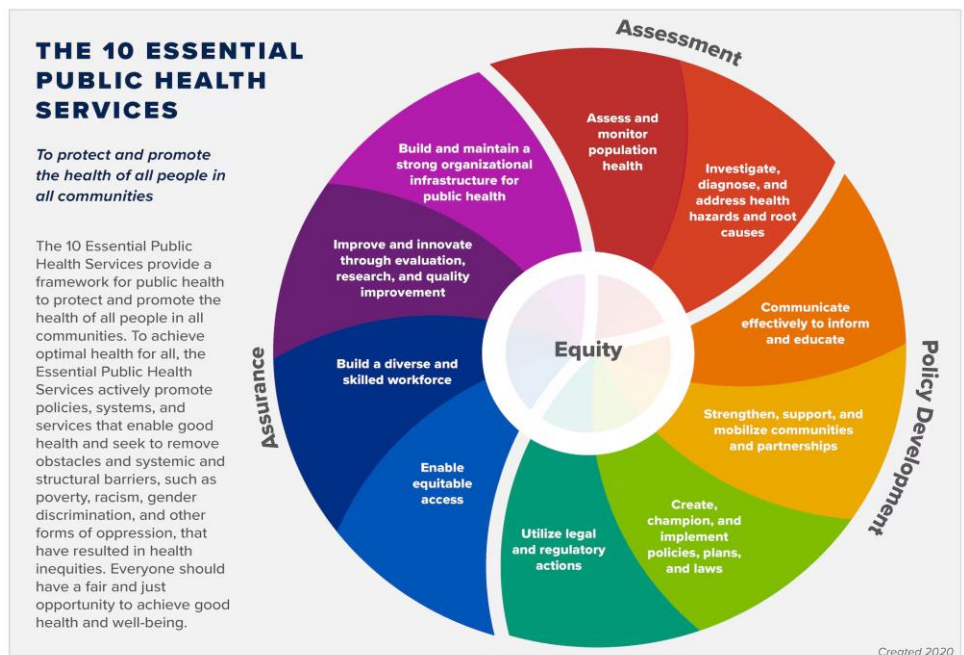 THE 10 ESSENTIAL
PUBLIC HEALTH
SERVICES
To protect and promote
the health of all people in
all communities
The 10 Essential Public
Health Services provide a
framework for public health
to protect and promote the
health of all people in all
communities. To achieve
optimal health for all, the
Essential Public Health
Services actively promote
policies, systems, and
services that enable good
health and seek to remove
obstacles and systemic and
structural barriers, such as
poverty, racism, gender
discrimination, and other
forms of oppression, that
have resulted in health
inequities. Everyone should
have a fair and just
opportunity to achieve good
health and well-being.
Assessment
Assess and
monitor
population
health
Investigate,
diagnose, and
address health
hazards and root
causes
Policy Development
Communicate
effectively to inform
and educate
Strengthen, support, and
mobilize communities
and partnerships
Create,
champion, and
implement
policies, plans,
and laws
Utilize legal
and regulatory
actions
Assurance
Enable
equitable
access
Build a diverse and
skilled workforce
Improve and innovate
through evaluation,
research, and quality
improvement
Build and maintain a
strong organizational
infrastructure for
public health
Equity
Created 2020